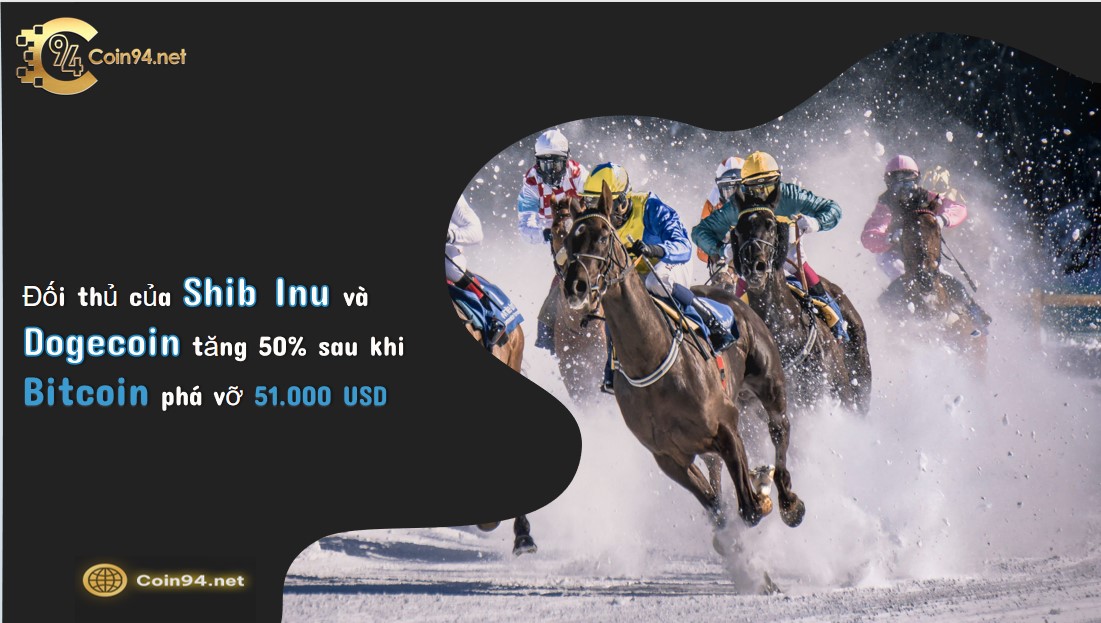 94 Coin94.net
Đối thủ của Shib Inu và
Dogecoin tăng 50% sau khi
Bitcoin phá vỡ 51.000 USD
Coin94.net